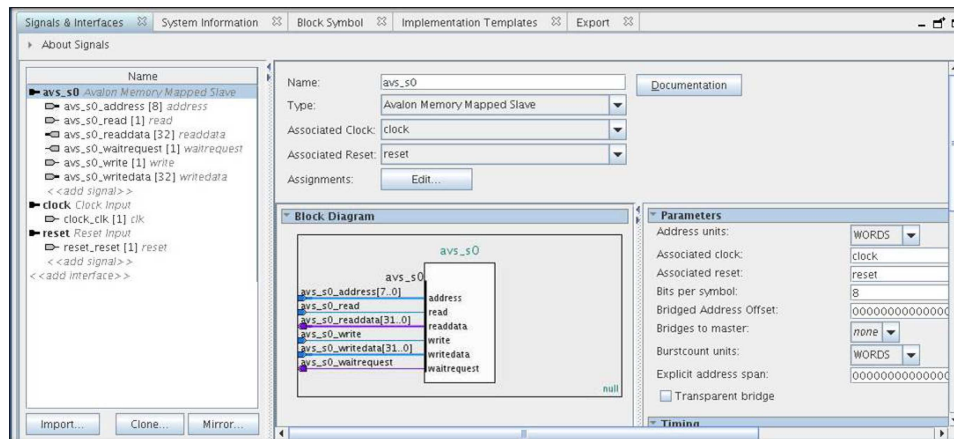 Signals & Interfaces System Information Block Symbol Implementation Templates Export
About Signals
Name
avs_s0 Avalon Memory Mapped Slave
avs_s0_address [8] address
avs_s0_read [1] read
avs_s0_readdata [32] readdata
avs_s0_waitrequest [1] waitrequest
avs_s0_write [1] write
avs_s0_writedata [32] writedata
<<add signal>>
clock Clock Input
clock_clk [1] clk
reset Reset Input
reset_reset [1] reset
<<add signal>>
<<add interface>>
Import... Clone... Mirror...
Name: avs_s0 Documentation
Type: Avalon Memory Mapped Slave
Associated Clock: clock
Associated Reset: reset
Assignments: Edit...
Block Diagram
avs_s0
avs_s0
avs_s0_address[7..0] address
avs_s0_read read
avs_s0_readdata[31..0] readdata
avs_s0_write write
avs_s0_writedata[31..0] writedata
avs_s0_waitrequest waitrequest
null
Parameters
Address units: WORDS
Associated clock: clock
Associated reset: reset
Bits per symbol: 8
Bridged Address Offset:
Bridges to master: none
Burstcount units: WORDS
Explicit address span:
Transparent bridge
Timing